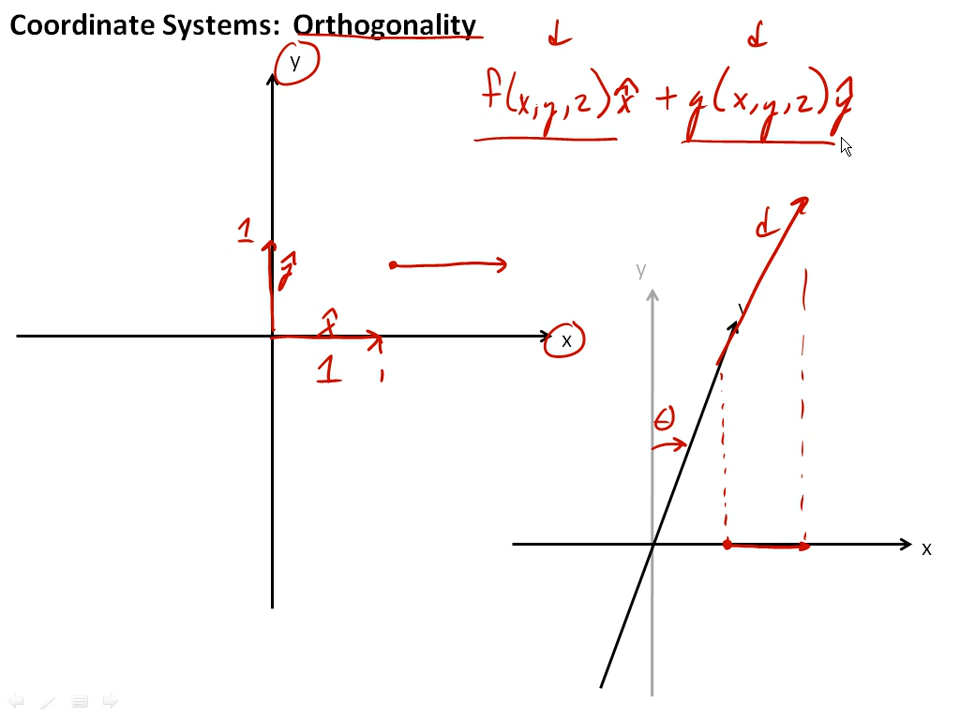 Coordinate Systems: Orthogonality
y
f(x,y,z)x̂ + g(x,y,z)ŷ
1
ŷ
x̂
x
1
d
y
y
θ
x